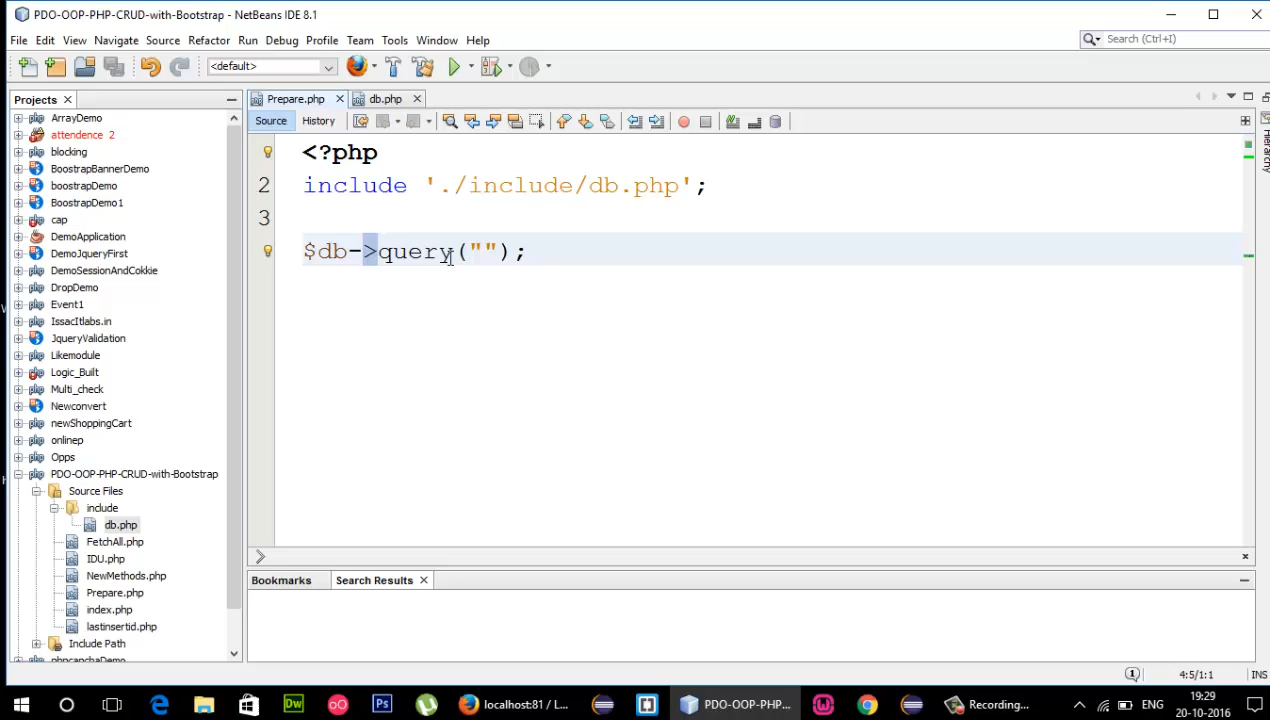 PDO-OOP-PHP-CRUD-with-Bootstrap - NetBeans IDE 8.1
File Edit View Navigate Source Refactor Run Debug Profile Team Tools Window Help
Search (Ctrl+I)
<default>
Projects
Prepare.php
db.php
Source
History
ArrayDemo
attendence 2
blocking
BoostrapBannerDemo
boostrapDemo
BoostrapDemo1
cap
DemoApplication
DemoJqueryFirst
DemoSessionAndCokkie
DropDemo
Event1
IssacItlabs.in
JqueryValidation
Likemodule
Logic_Built
Multi_check
Newconvert
newShoppingCart
onlinep
Opps
PDO-OOP-PHP-CRUD-with-Bootstrap
Source Files
include
db.php
FetchAll.php
IDU.php
NewMethods.php
Prepare.php
index.php
lastinsertid.php
Include Path
phpcapchaDemo
<?php
2 include './include/db.php';
3
$db->query("");
Hierarchy
Bookmarks
Search Results
1
4:5/1:1
INS
Dw
Ps
localhost:81 / L...
PDO-OOP-PHP-...
Recording...
ENG
19:29
20-10-2016